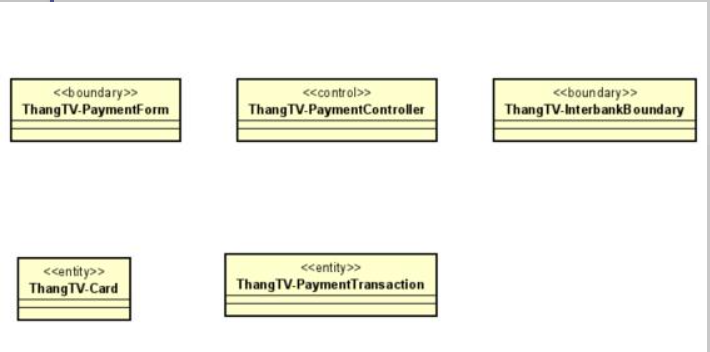 <<boundary>>
ThangTV-PaymentForm
<<control>>
ThangTV-PaymentController
<<boundary>>
ThangTV-InterbankBoundary
<<entity>>
ThangTV-Card
<<entity>>
ThangTV-PaymentTransaction